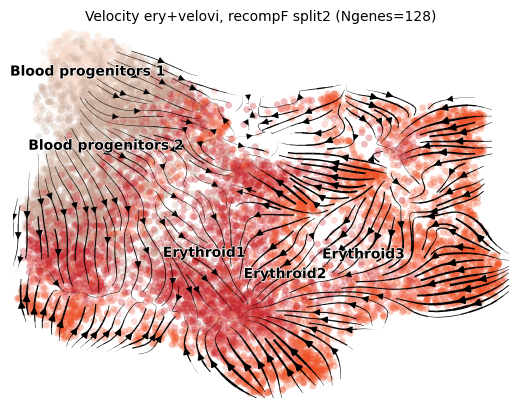 Velocity ery+velovi, recompF split2 (Ngenes=128)
Blood progenitors 1
Blood progenitors 2
Erythroid1
Erythroid3
Erythroid2